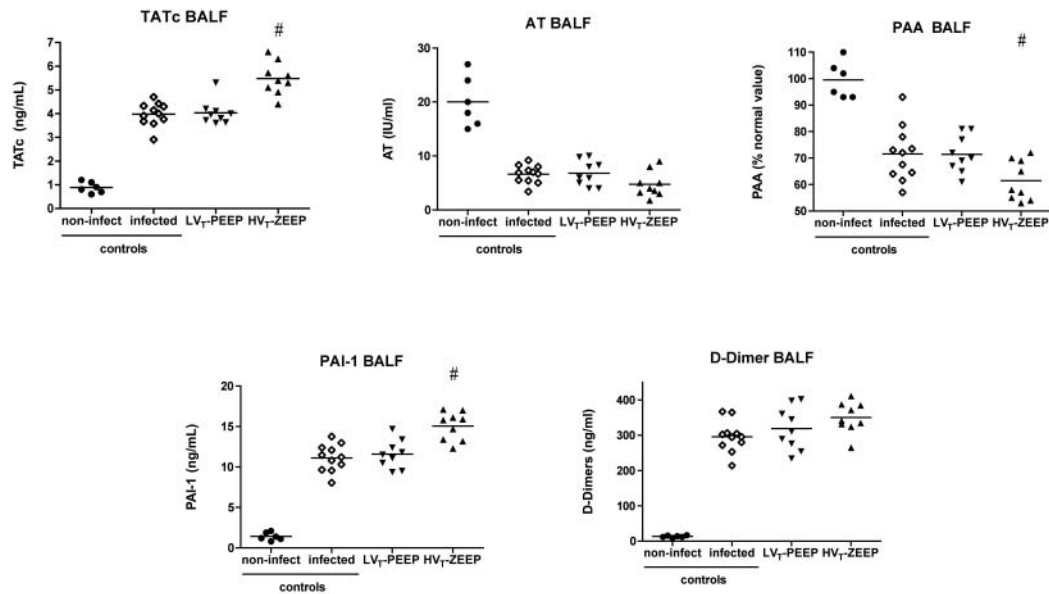 TATc BALF
#
7
6
5
4
3
2
1
0
TATc (ng/mL)
non-infect infected LVT-PEEP HVT-ZEEP
controls
AT BALF
30
20
10
0
AT (IU/ml)
non-infect infected LVT-PEEP HVT-ZEEP
controls
PAA BALF
#
110
100
90
80
70
60
50
PAA (% normal value)
non-infect infected LVT-PEEP HVT-ZEEP
controls
PAI-1 BALF
#
20
15
10
5
0
PAI-1 (ng/mL)
non-infect infected LVT-PEEP HVT-ZEEP
controls
D-Dimer BALF
400
300
200
100
0
D-Dimers (ng/ml)
non-infect infected LVT-PEEP HVT-ZEEP
controls